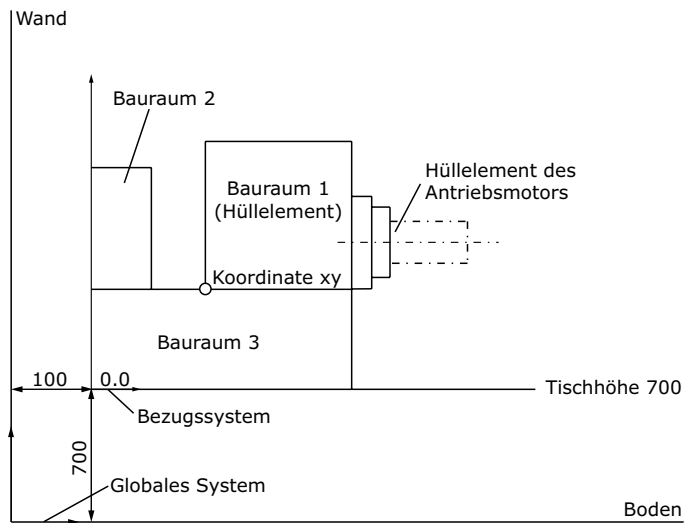 Wand
Bauraum 2
Bauraum 1
(Hüllelement)
Hüllelement des
Antriebsmotors
Koordinate xy
Bauraum 3
100
0.0
Tischhöhe 700
Bezugssystem
700
Globales System
Boden